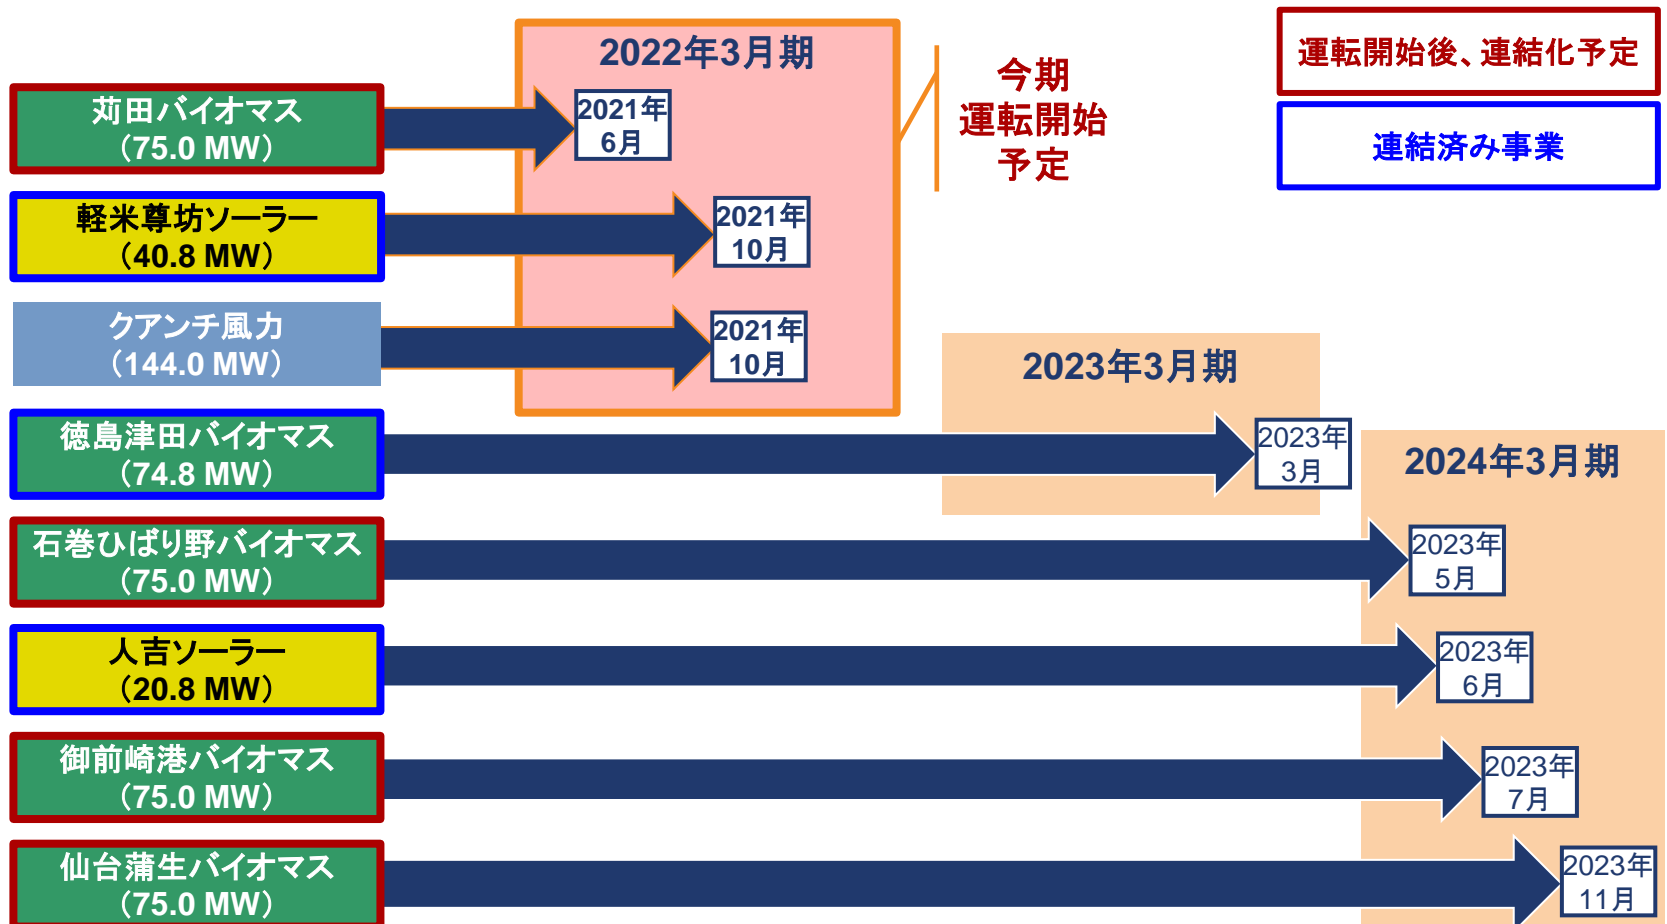 2022年3月期
今期
運転開始
予定
運転開始後、連結化予定
連結済み事業
苅田バイオマス
（75.0 MW）
2021年
6月
軽米尊坊ソーラー
（40.8 MW）
2021年
10月
クアンチ風力
（144.0 MW）
2021年
10月
2023年3月期
徳島津田バイオマス
（74.8 MW）
2023年
3月
2024年3月期
石巻ひばり野バイオマス
（75.0 MW）
2023年
5月
人吉ソーラー
（20.8 MW）
2023年
6月
御前崎港バイオマス
（75.0 MW）
2023年
7月
仙台蒲生バイオマス
（75.0 MW）
2023年
11月